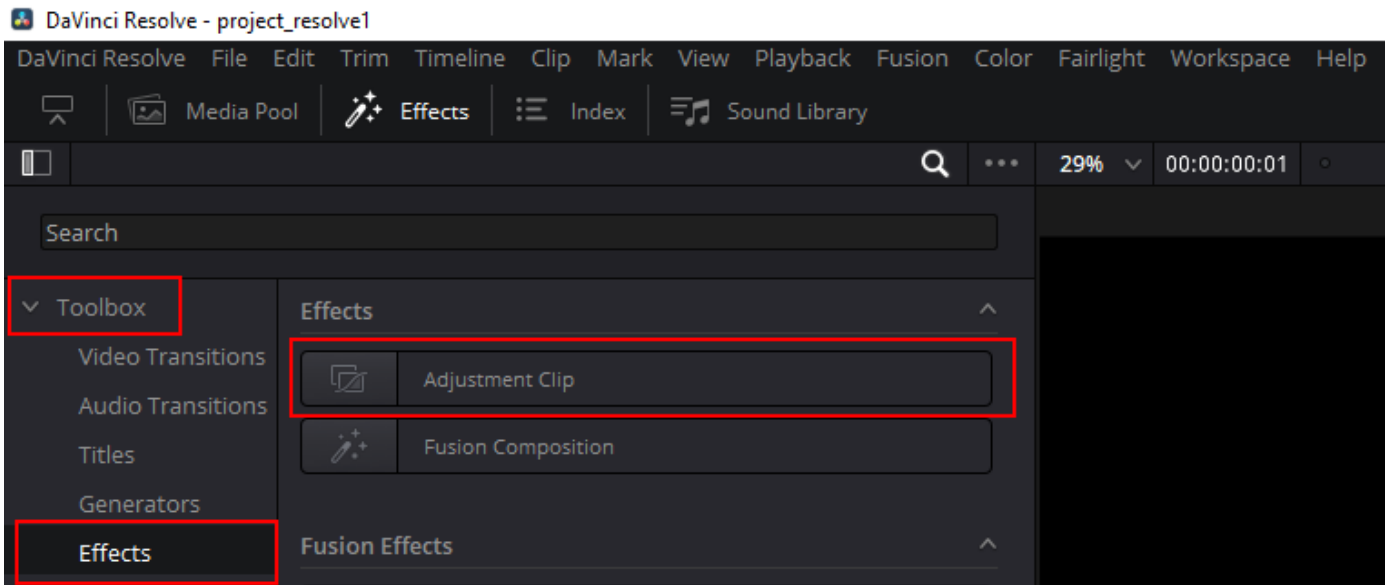 DaVinci Resolve - project_resolve1
DaVinci Resolve File Edit Trim Timeline Clip Mark View Playback Fusion Color Fairlight Workspace Help
Media Pool Effects Index Sound Library
29% 00:00:00:01
Search
Toolbox
Video Transitions
Audio Transitions
Titles
Generators
Effects
Effects
Adjustment Clip
Fusion Composition
Fusion Effects